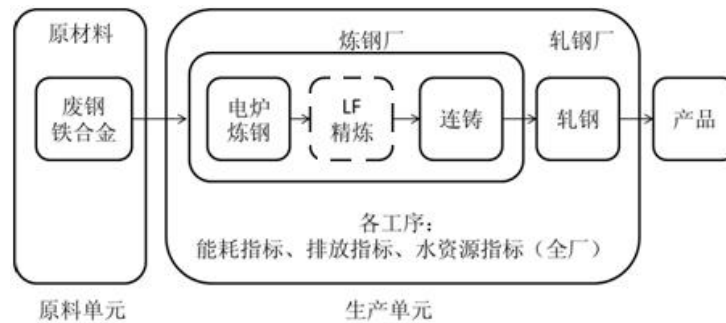 原材料
炼钢厂
轧钢厂
废钢
铁合金
电炉
炼钢
LF
精炼
连铸
轧钢
产品
各工序：
能耗指标、排放指标、水资源指标（全厂）
原料单元
生产单元